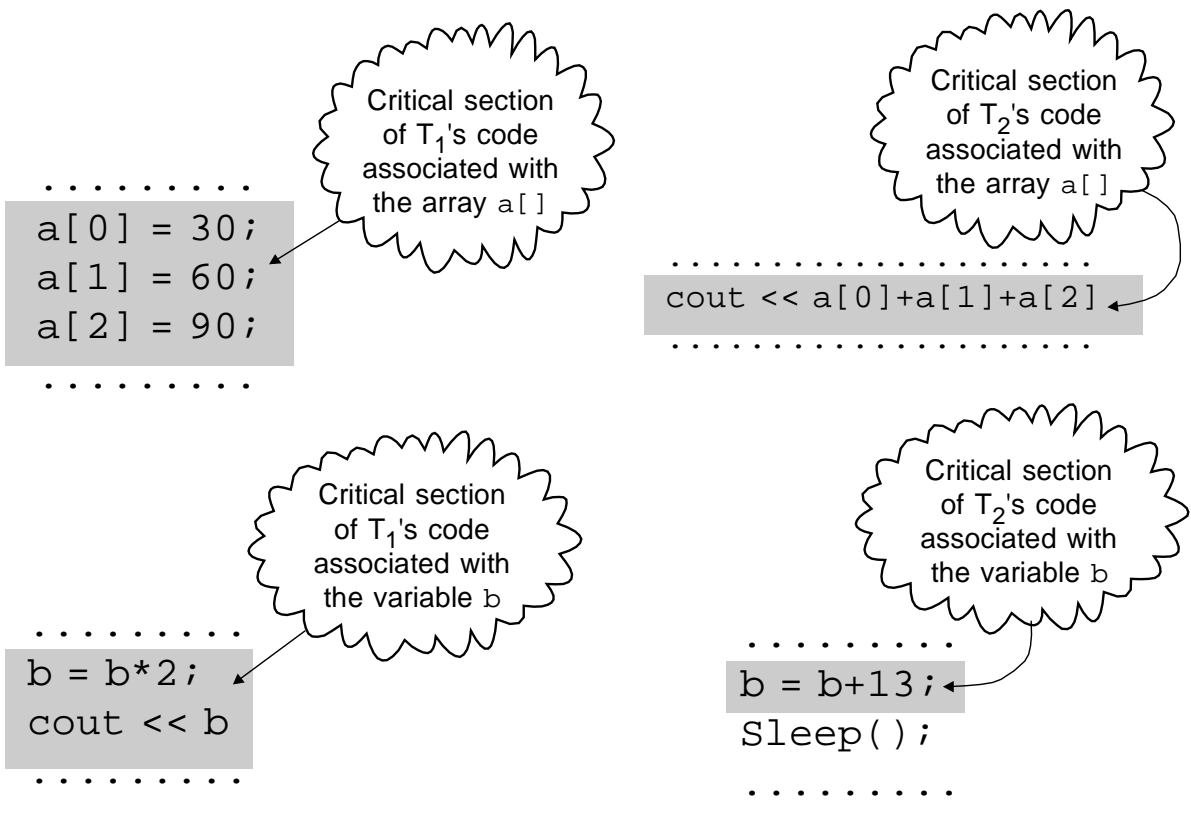 Critical section
of T1's code
associated with
the array a[]
. . . . . . . . .
a[0] = 30;
a[1] = 60;
a[2] = 90;
. . . . . . . . .
Critical section
of T2's code
associated with
the array a[]
. . . . . . . . . . . . . . . . . . . .
cout << a[0]+a[1]+a[2]
. . . . . . . . . . . . . . . . . . . .
Critical section
of T1's code
associated with
the variable b
. . . . . . . . .
b = b*2;
cout << b
. . . . . . . . .
Critical section
of T2's code
associated with
the variable b
. . . . . . . . .
b = b+13;
Sleep();
. . . . . . . . .